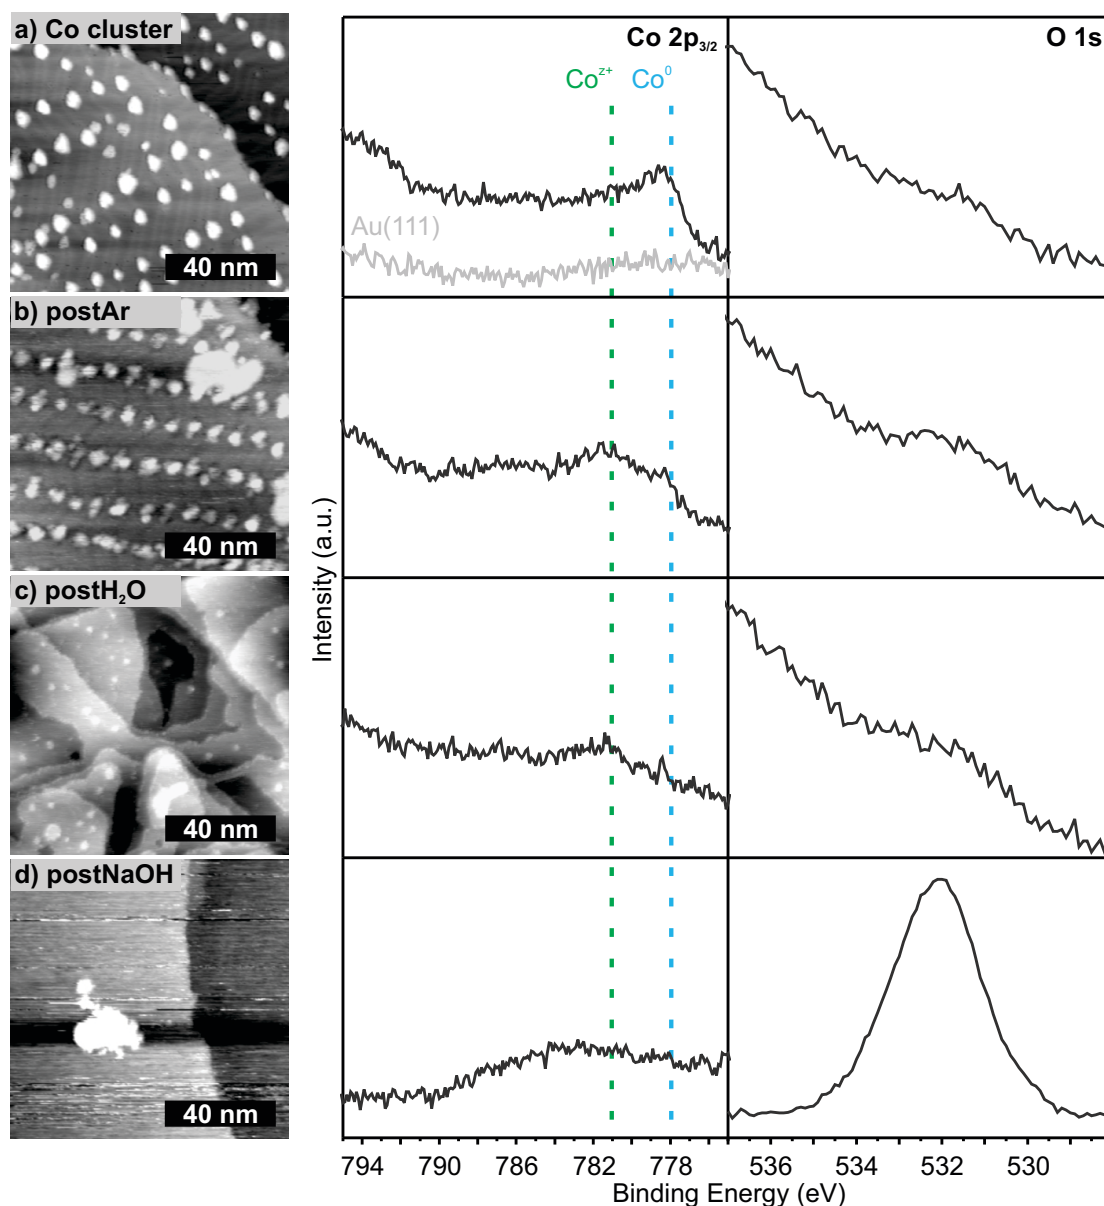 a) Co cluster
40 nm
b) postAr
40 nm
c) postH₂O
40 nm
d) postNaOH
40 nm
Intensity (a.u.)
Co 2p₃/₂
O 1s
Coᶻ⁺
Co⁰
Au(111)
794 790 786 782 778 536 534 532 530
Binding Energy (eV)